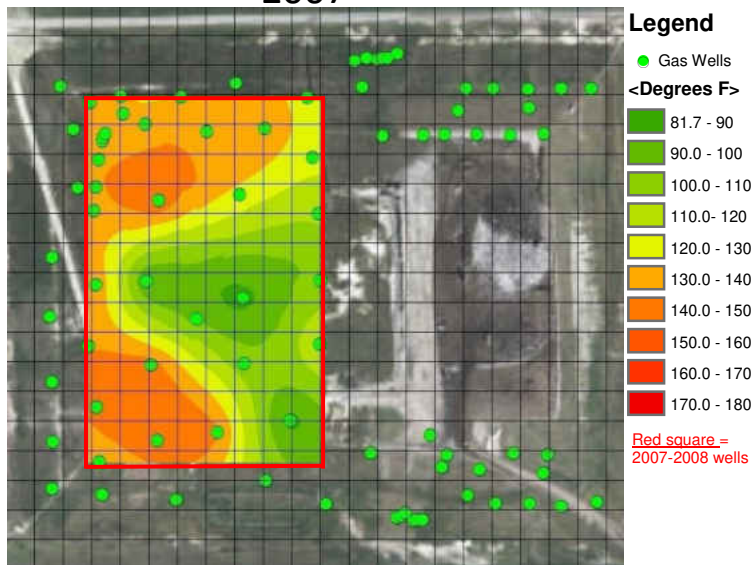 Legend
Gas Wells
<Degrees F>
81.7 - 90
90.0 - 100
100.0 - 110
110.0- 120
120.0 - 130
130.0 - 140
140.0 - 150
150.0 - 160
160.0 - 170
170.0 - 180
Red square =
2007-2008 wells